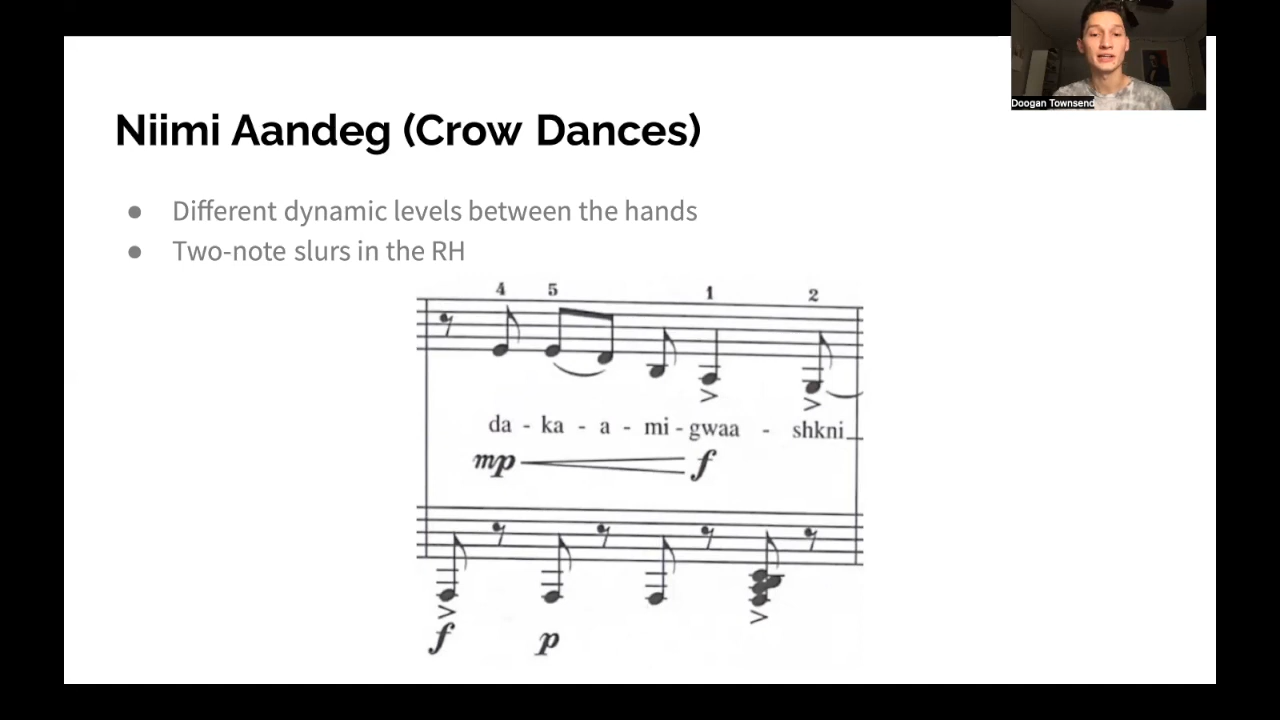 Doogan Townsend
Niimi Aandeg (Crow Dances)
● Different dynamic levels between the hands
● Two-note slurs in the RH
4 5 1 2
da - ka - a - mi - gwaa - shkni_
mp f
f p